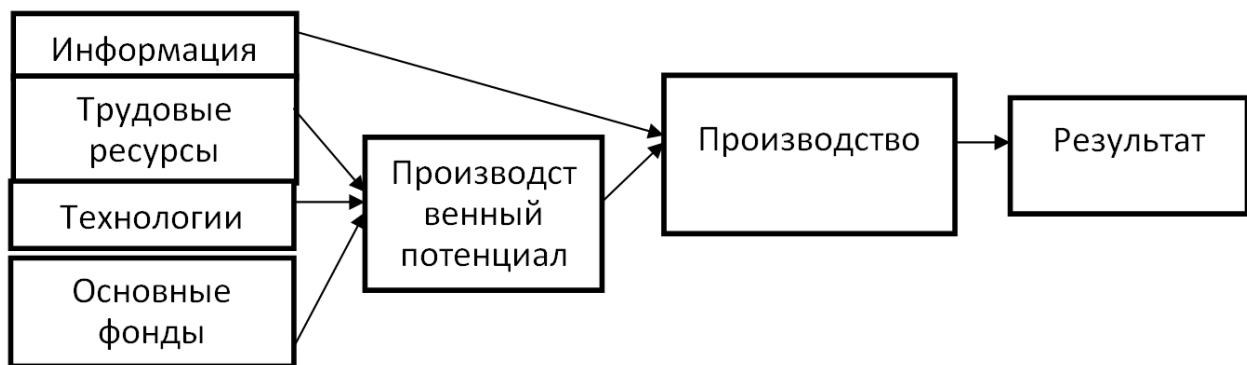 Информация
Трудовые
ресурсы
Технологии
Основные
фонды
Производст
венный
потенциал
Производство
Результат